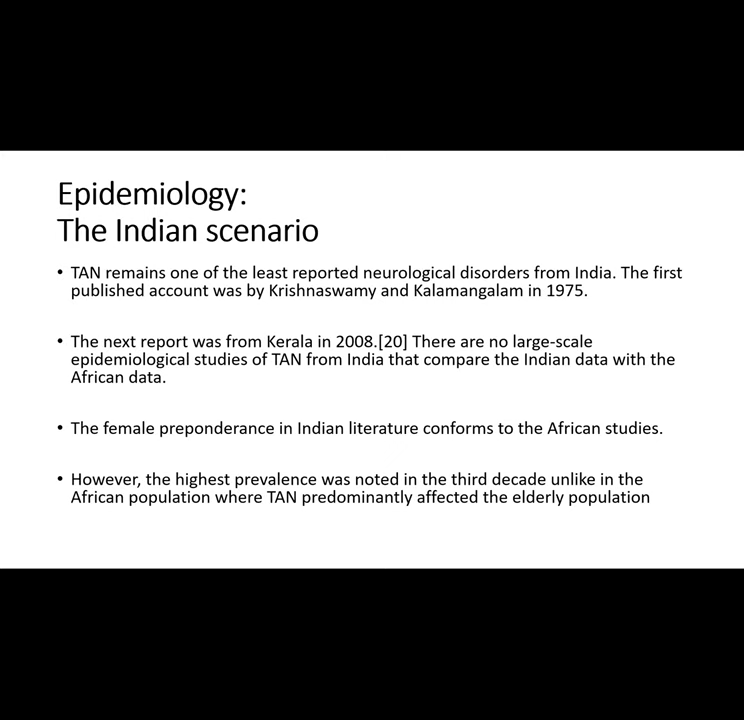 Epidemiology:
The Indian scenario
• TAN remains one of the least reported neurological disorders from India. The first
published account was by Krishnaswamy and Kalamangalam in 1975.
• The next report was from Kerala in 2008.[20] There are no large-scale
epidemiological studies of TAN from India that compare the Indian data with the
African data.
• The female preponderance in Indian literature conforms to the African studies.
• However, the highest prevalence was noted in the third decade unlike in the
African population where TAN predominantly affected the elderly population